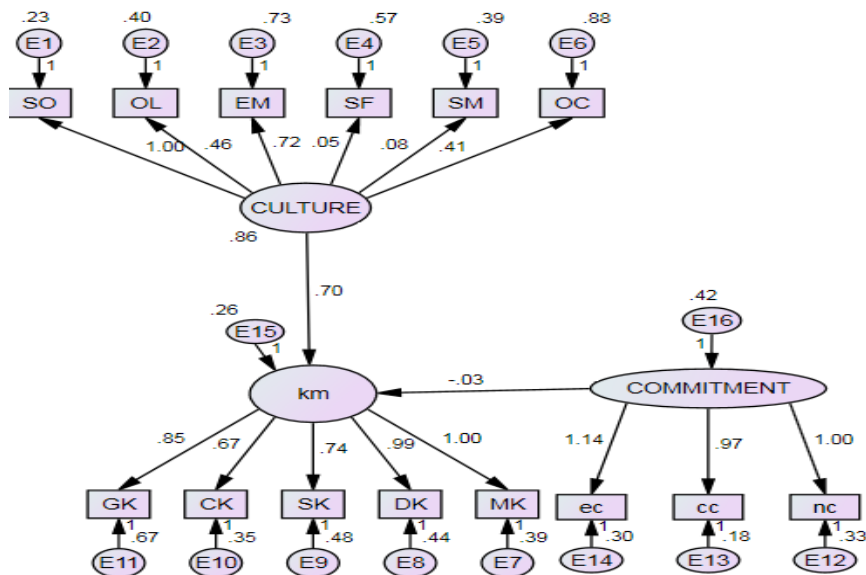 .23 .40 .73 .57 .39 .88
E1 E2 E3 E4 E5 E6
1 1 1 1 1 1
SO OL EM SF SM OC
1.00 .46 .72 .05 .08 .41
CULTURE
.86
.70
.26 .42
E15 E16
1 1
-.03
km COMMITMENT
.85 .67 .74 .99 1.00 1.14 .97 1.00
GK CK SK DK MK ec cc nc
1 1 1 1 1 1 1 1
.67 .35 .48 .44 .39 .30 .18 .33
E11 E10 E9 E8 E7 E14 E13 E12